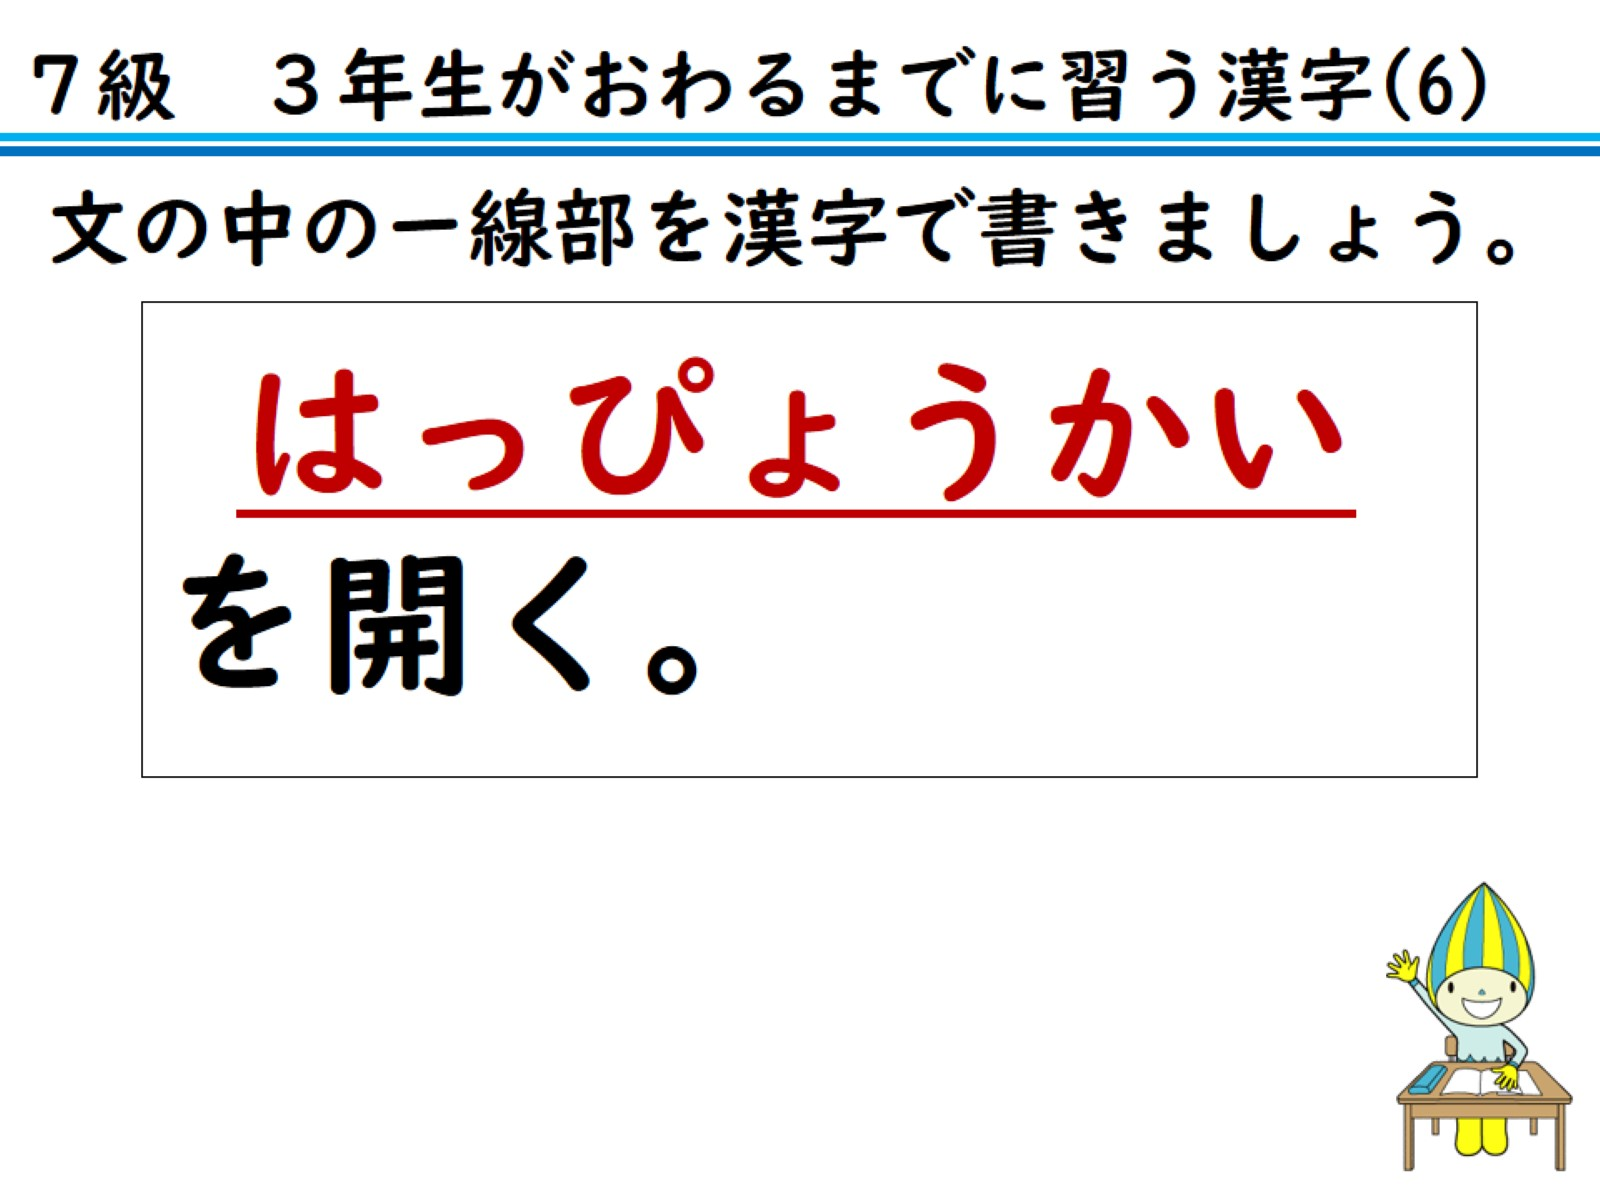 ７級　３年生がおわるまでに習う漢字(6)
文の中の一線部を漢字で書きましょう。
はっぴょうかい
を開く。